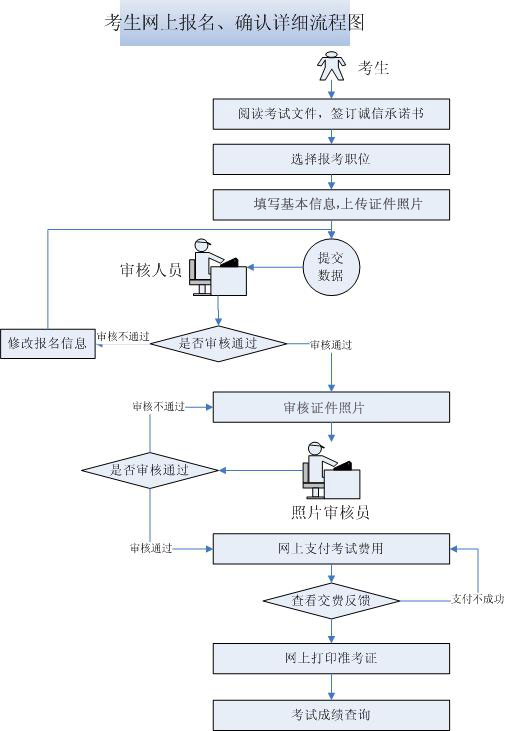 考生网上报名、确认详细流程图
考生
阅读考试文件，签订诚信承诺书
选择报考职位
填写基本信息,上传证件照片
提交
数据
审核人员
修改报名信息
审核不通过
是否审核通过
审核通过
审核不通过
审核证件照片
是否审核通过
照片审核员
审核通过
网上支付考试费用
查看交费反馈
支付不成功
网上打印准考证
考试成绩查询